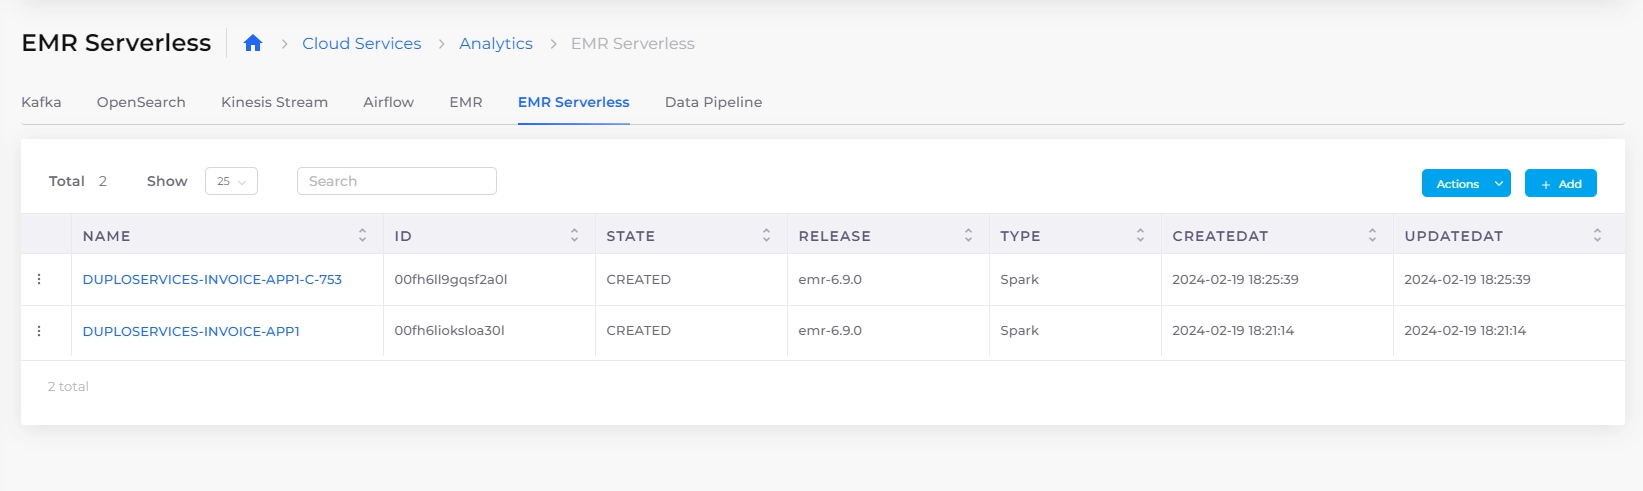 EMR Serverless Cloud Services Analytics EMR Serverless
Kafka OpenSearch Kinesis Stream Airflow EMR EMR Serverless Data Pipeline
Total 2 Show 25 Search Actions + Add
NAME ID STATE RELEASE TYPE CREATEDAT UPDATEDAT
DUPLOSERVICES-INVOICE-APP1-C-753 00fh6ll9gqsf2a0l CREATED emr-6.9.0 Spark 2024-02-19 18:25:39 2024-02-19 18:25:39
DUPLOSERVICES-INVOICE-APP1 00fh6lioksloa30l CREATED emr-6.9.0 Spark 2024-02-19 18:21:14 2024-02-19 18:21:14
2 total